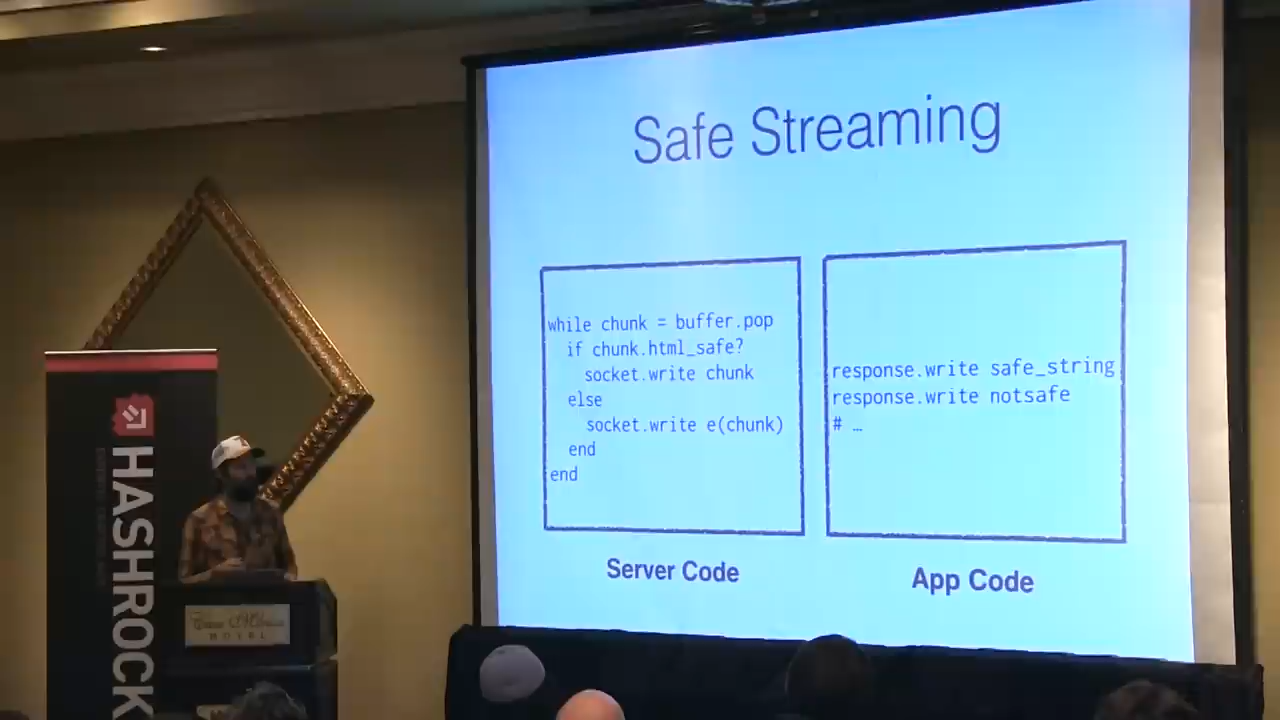 Safe Streaming
while chunk = buffer.pop
if chunk.html_safe?
socket.write chunk
else
socket.write e(chunk)
end
end
response.write safe_string
response.write notsafe
# …
Server Code
App Code
HASHROCK
HOTEL